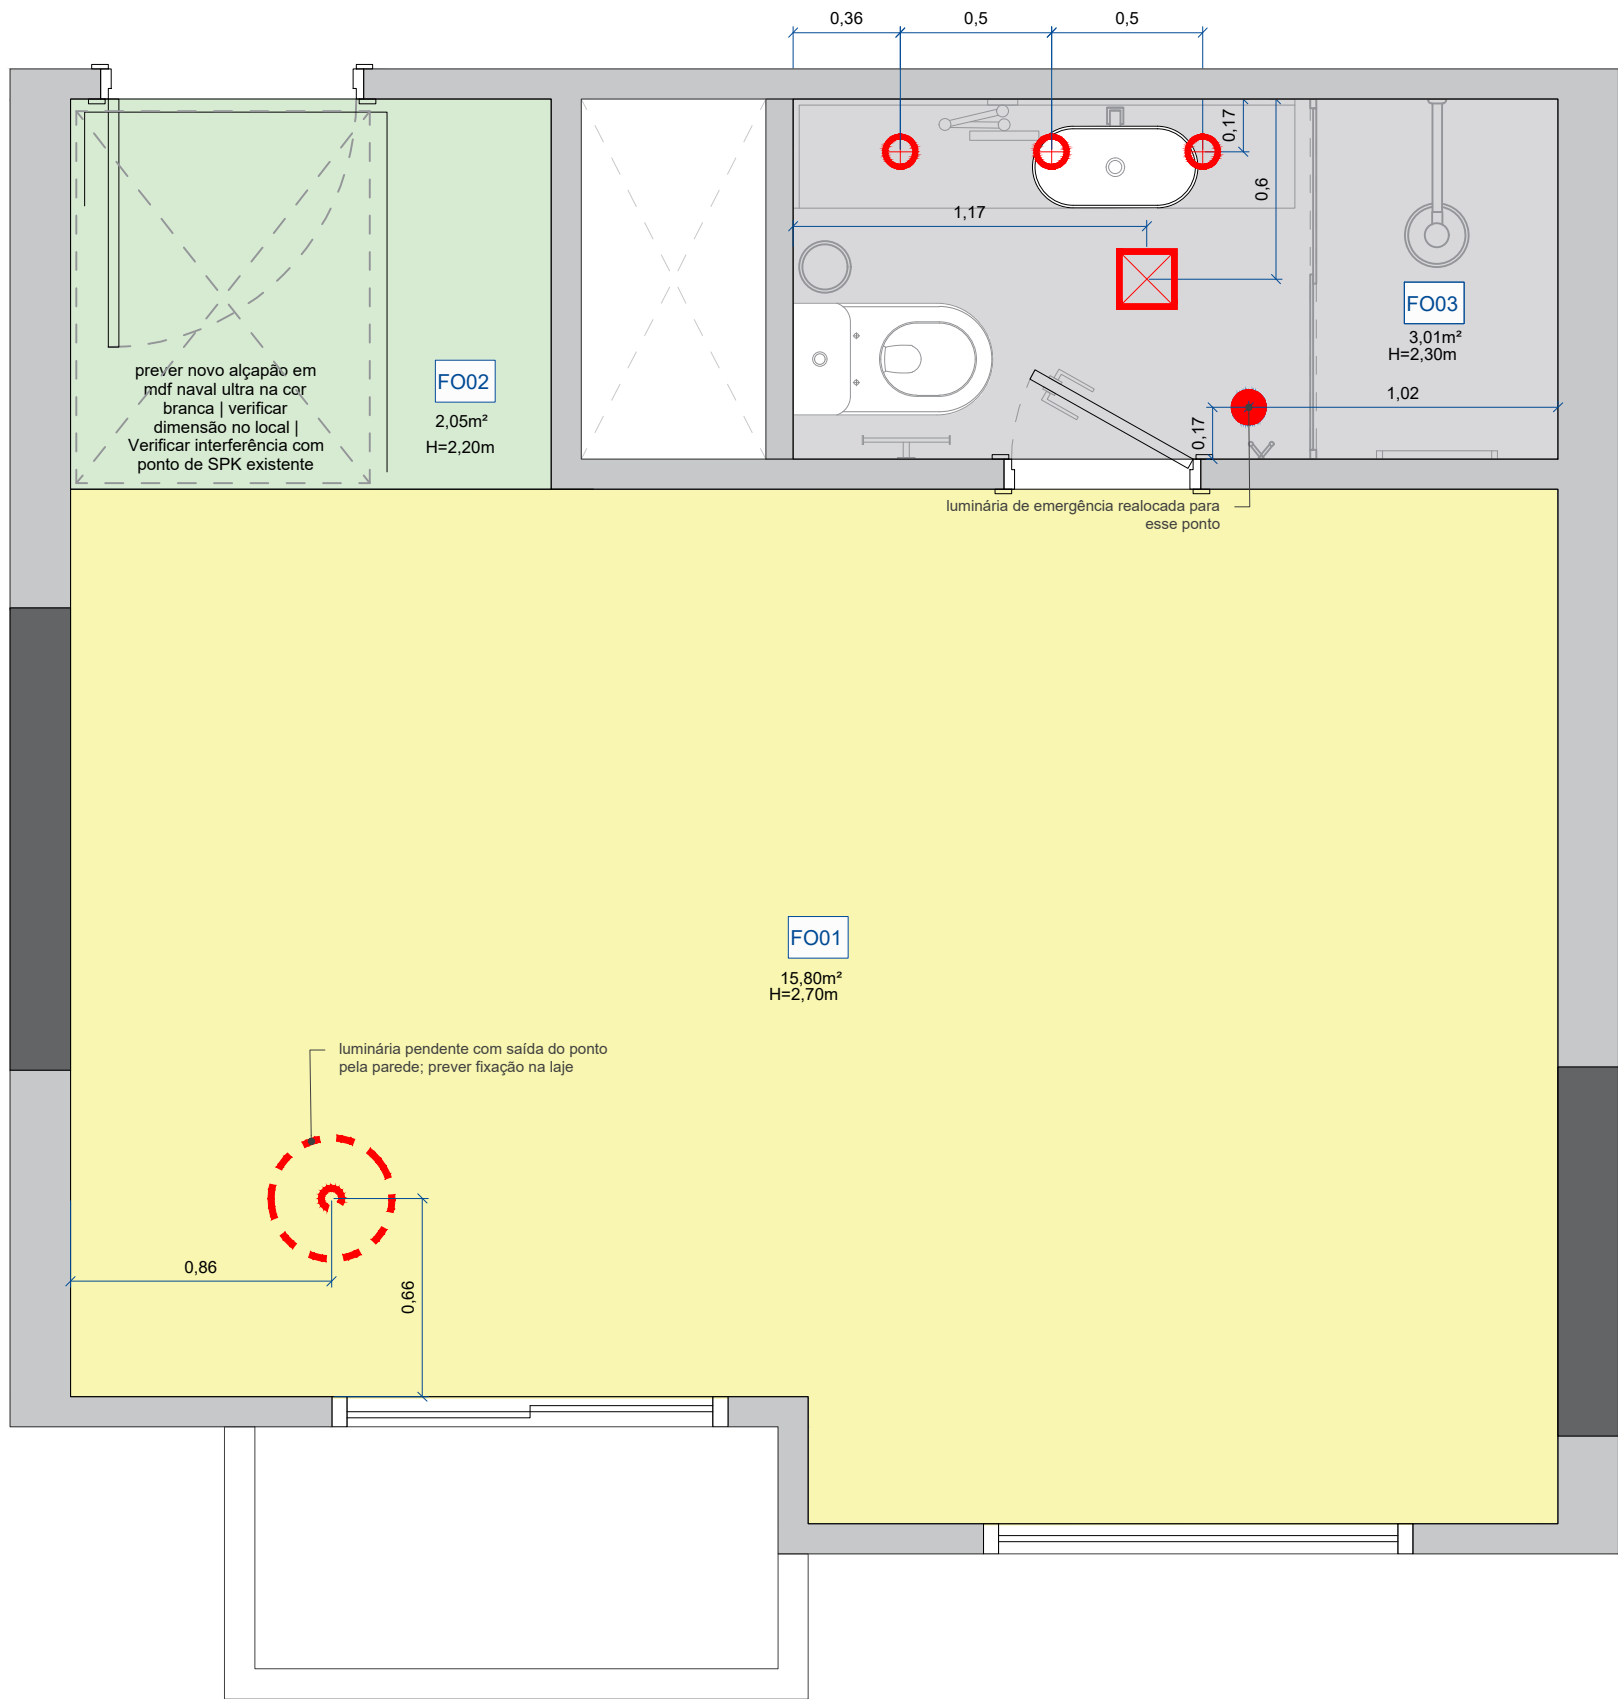 0,36
0,5
0,5
0,17
0,6
1,17
FO03
3,01m²
H=2,30m
1,02
0,17
prever novo alçapão em
mdf naval ultra na cor
branca | verificar
dimensão no local |
Verificar interferência com
ponto de SPK existente
FO02
2,05m²
H=2,20m
luminária de emergência realocada para
esse ponto
FO01
15,80m²
H=2,70m
luminária pendente com saída do ponto
pela parede; prever fixação na laje
0,86
0,66